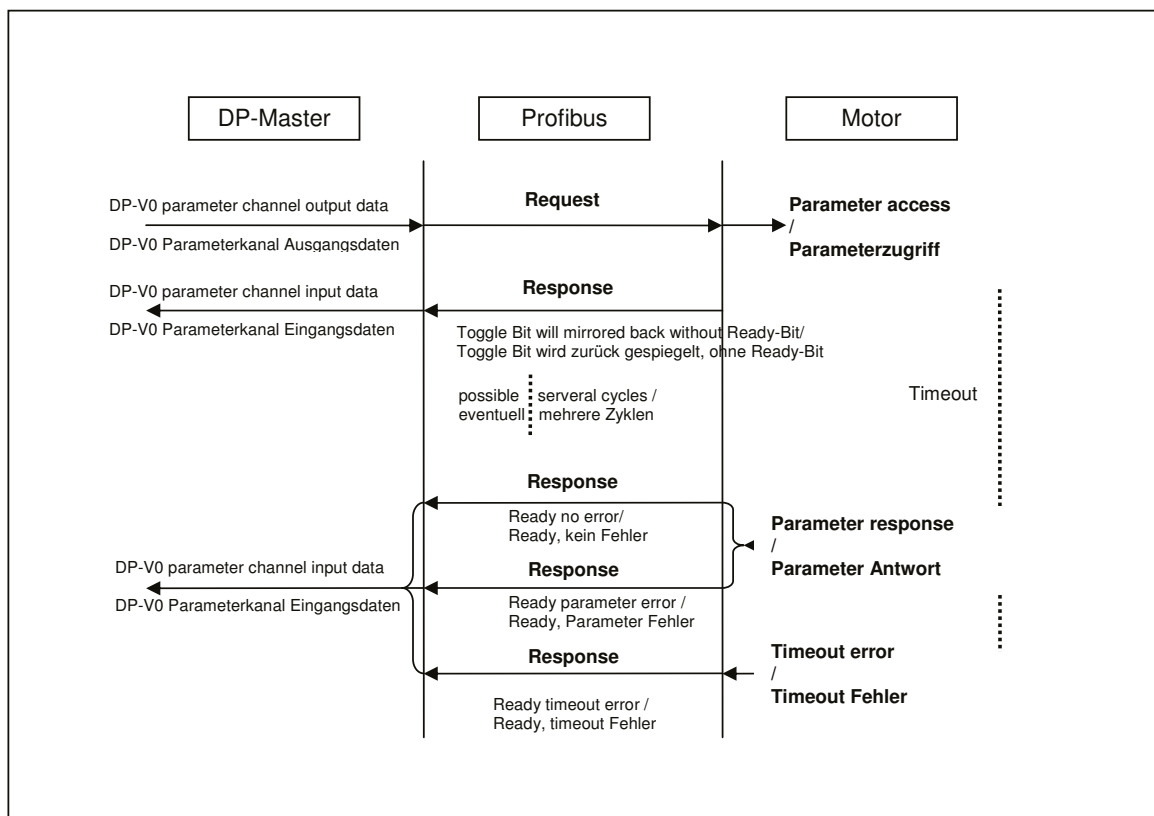 DP-Master
Profibus
Motor
DP-V0 parameter channel output data
DP-V0 Parameterkanal Ausgangsdaten
Request
Parameter access
/
Parameterzugriff
DP-V0 parameter channel input data
DP-V0 Parameterkanal Eingangsdaten
Response
Toggle Bit will mirrored back without Ready-Bit/
Toggle Bit wird zurück gespiegelt, ohne Ready-Bit
possible serveral cycles /
eventuell mehrere Zyklen
Timeout
Response
Ready no error/
Ready, kein Fehler
Parameter response
/
Parameter Antwort
DP-V0 parameter channel input data
DP-V0 Parameterkanal Eingangsdaten
Response
Ready parameter error /
Ready, Parameter Fehler
Response
Ready timeout error /
Ready, timeout Fehler
Timeout error
/
Timeout Fehler